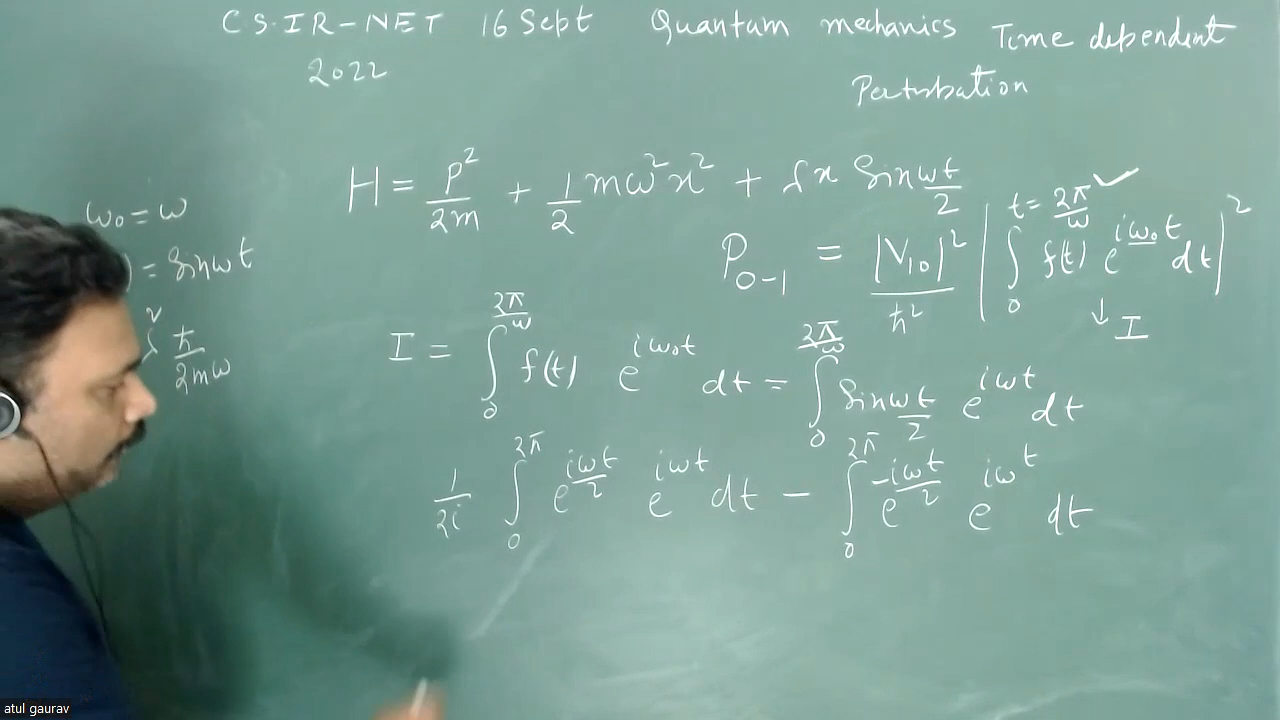 CSIR-NET 16 Sept Quantum mechanics Time dependent
2022 Perturbation
H = p²/2m + 1/2 mω²x² + λx Sin ωt/2
ω₀ = ω
) = Sinωt
ħ/2mω
P₀₋₁ = |V₁₀|²/ħ² | ∫₀^{t=2π/ω} f(t) e^{iω₀t} dt |² ✓
↓ I
I = ∫₀^{2π/ω} f(t) e^{iω₀t} dt = ∫₀^{2π/ω} Sin ωt/2 e^{iωt} dt
1/2i ∫₀^{2π} e^{iωt/2} e^{iωt} dt − ∫₀^{2π} e^{-iωt/2} e^{iωt} dt
atul gaurav